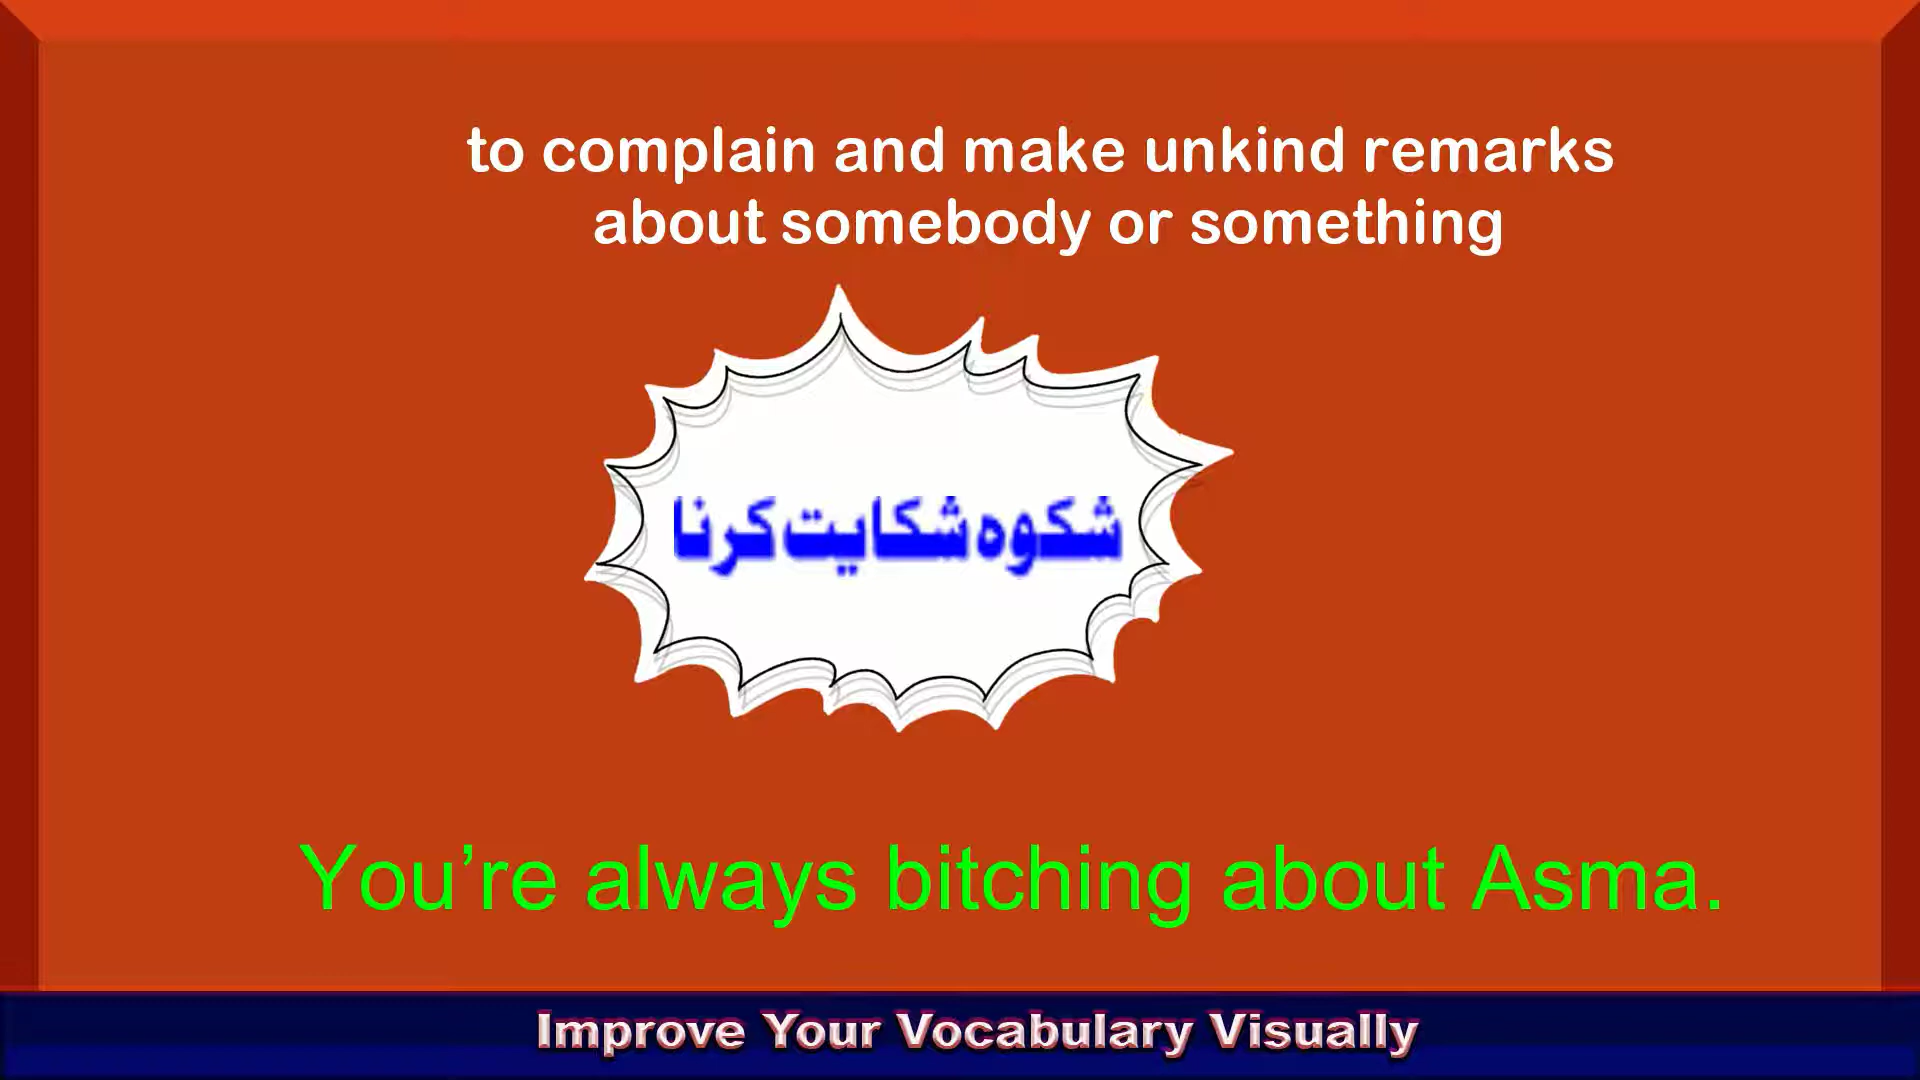 to complain and make unkind remarks
about somebody or something
شکوہ شکایت کرنا
You’re always bitching about Asma.
Improve Your Vocabulary Visually